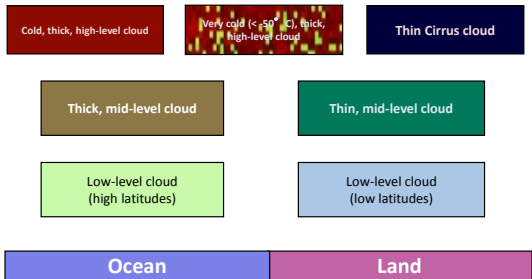 Cold, thick, high-level cloud
Very cold (< -50° C), thick,
high-level cloud
Thin Cirrus cloud
Thick, mid-level cloud
Thin, mid-level cloud
Low-level cloud
(high latitudes)
Low-level cloud
(low latitudes)
Ocean
Land